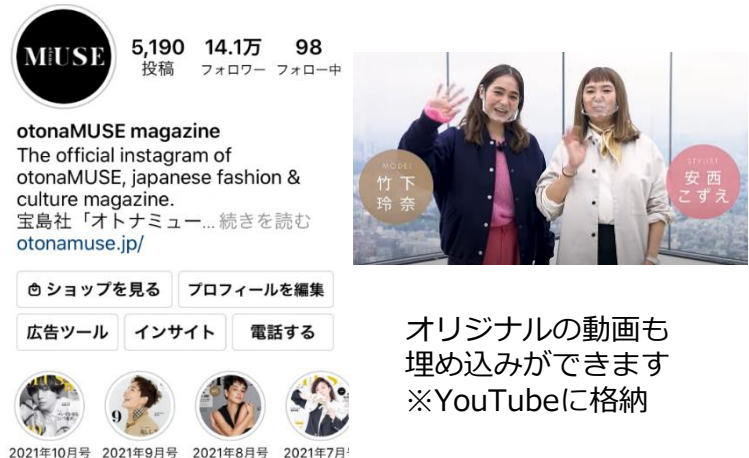 MUSE
5,190 14.1万 98
投稿 フォロワー フォロー中
otonaMUSE magazine
The official instagram of
otonaMUSE, japanese fashion &
culture magazine.
宝島社「オトナミュー... 続きを読む
otonamuse.jp/
ショップを見る プロフィールを編集
広告ツール インサイト 電話する
9
2021年10月号 2021年9月号 2021年8月号 2021年7月
MODEL
竹下
玲奈
STYLIST
安西
こずえ
オリジナルの動画も
埋め込みができます
※YouTubeに格納